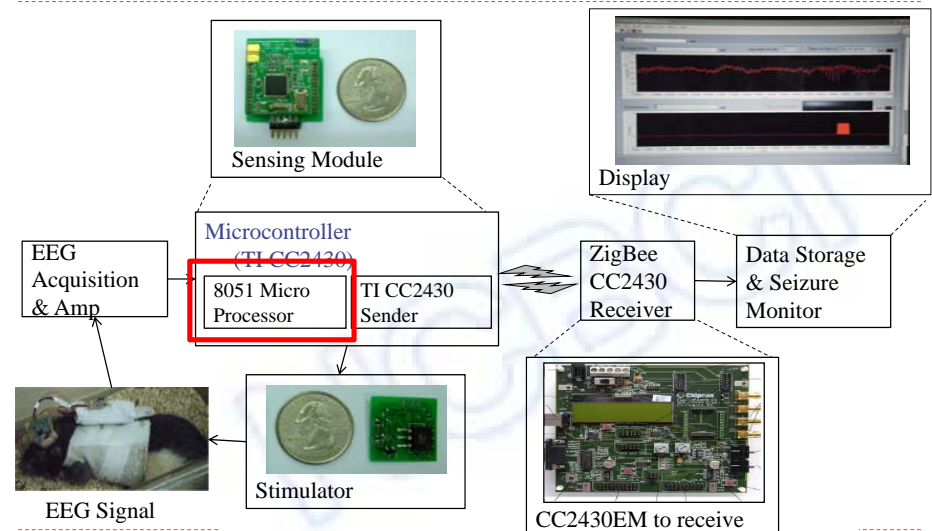 Sensing Module
Display
Microcontroller
(TI CC2430)
EEG
Acquisition
& Amp
8051 Micro
Processor
TI CC2430
Sender
ZigBee
CC2430
Receiver
Data Storage
& Seizure
Monitor
EEG Signal
Stimulator
Chipcon
CC2430EM to receive